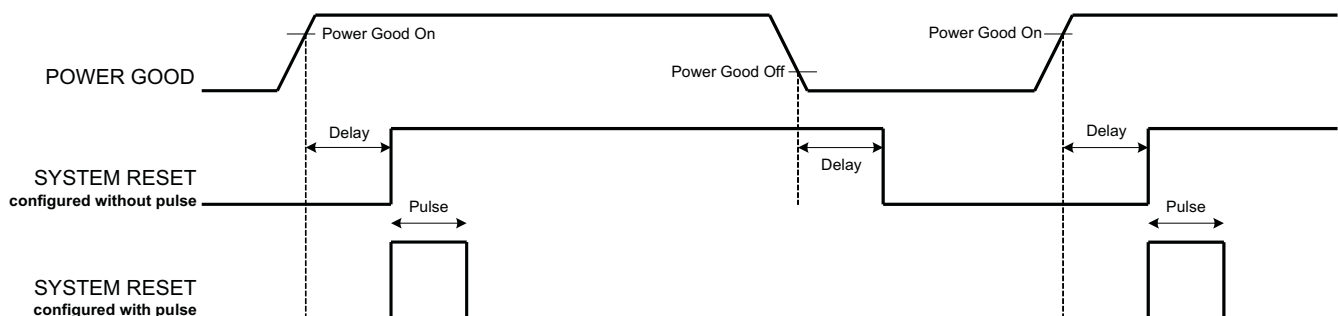 Power Good On
Power Good On
POWER GOOD
Power Good Off
Delay
Delay
Delay
SYSTEM RESET
configured without pulse
Pulse
Pulse
SYSTEM RESET
configured with pulse